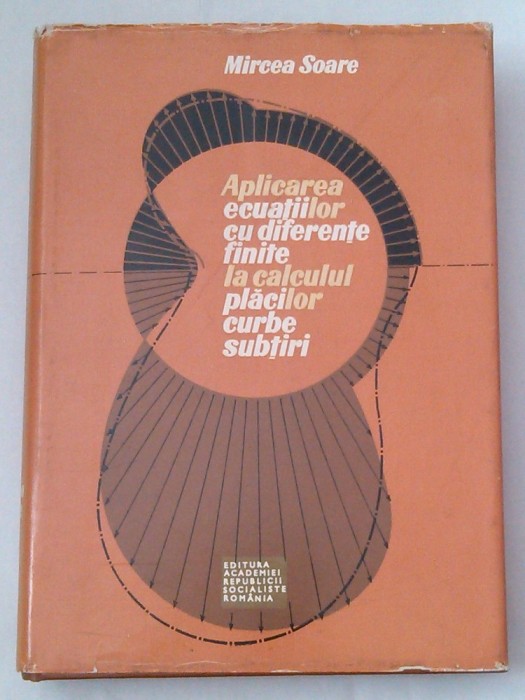 Mircea Soare
Aplicarea
ecuațiilor
cu diferențe
finite
la calculul
plăcilor
curbe
subțiri
EDITURA
ACADEMIEI
REPUBLICII
SOCIALISTE
ROMÂNIA